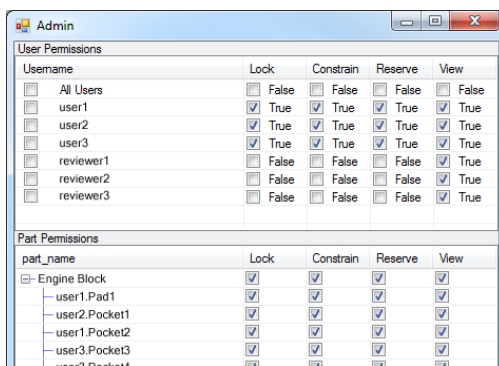 Admin
User Permissions
Username Lock Constrain Reserve View
All Users False False False False
user1 True True True True
user2 True True True True
user3 True True True True
reviewer1 False False False True
reviewer2 False False False True
reviewer3 False False False True
Part Permissions
part_name Lock Constrain Reserve View
Engine Block
user1.Pad1
user2.Pocket1
user1.Pocket2
user3.Pocket3